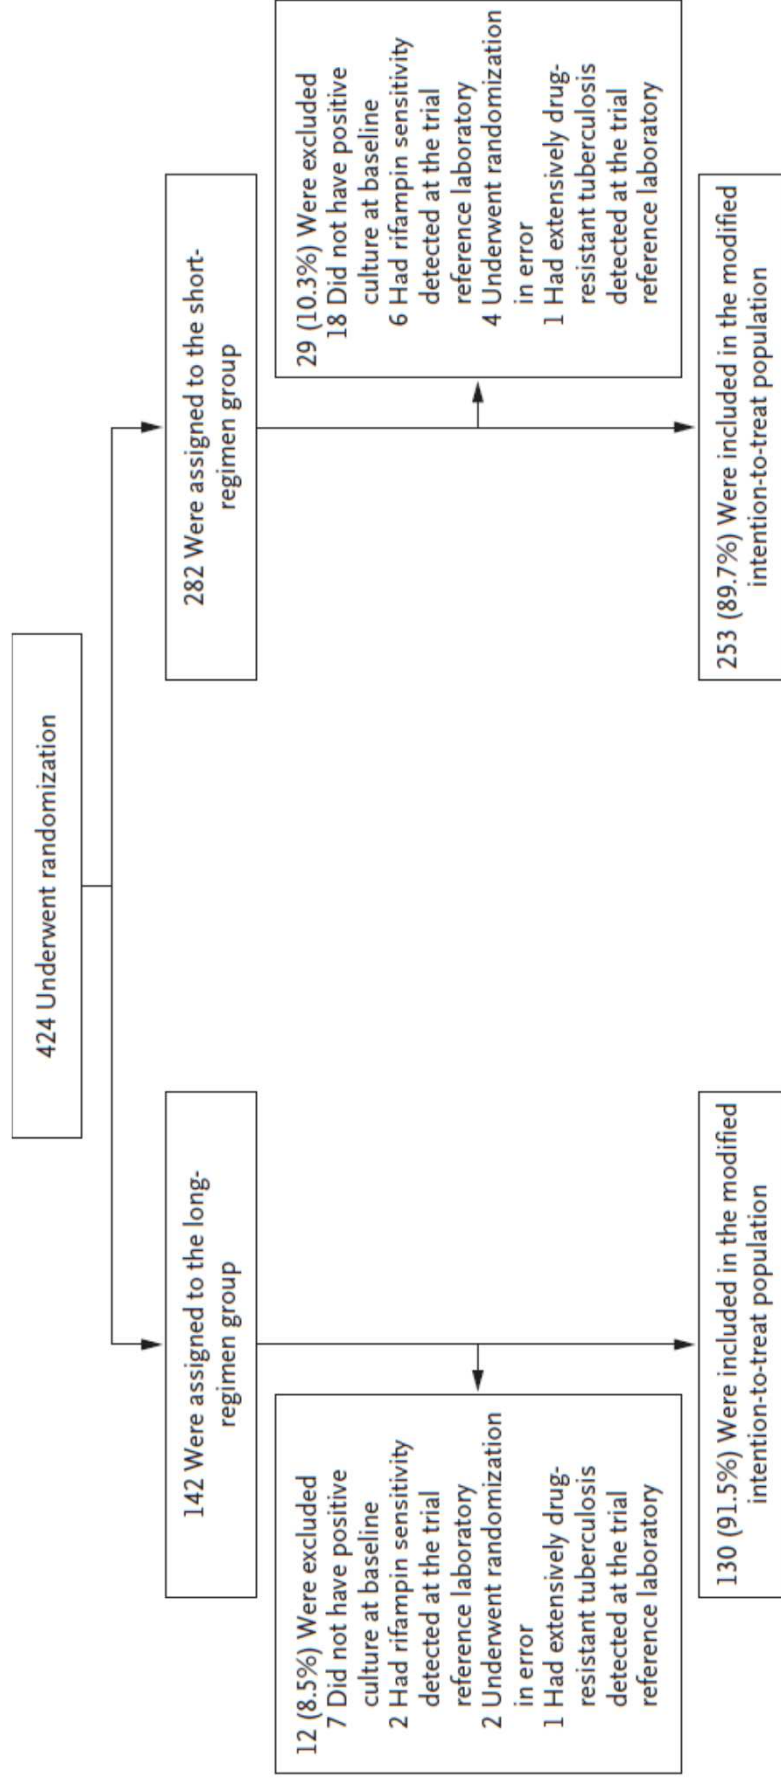 424 Underwent randomization
142 Were assigned to the long-
regimen group
282 Were assigned to the short-
regimen group
12 (8.5%) Were excluded
7 Did not have positive
culture at baseline
2 Had rifampin sensitivity
detected at the trial
reference laboratory
2 Underwent randomization
in error
1 Had extensively drug-
resistant tuberculosis
detected at the trial
reference laboratory
29 (10.3%) Were excluded
18 Did not have positive
culture at baseline
6 Had rifampin sensitivity
detected at the trial
reference laboratory
4 Underwent randomization
in error
1 Had extensively drug-
resistant tuberculosis
detected at the trial
reference laboratory
130 (91.5%) Were included in the modified
intention-to-treat population
253 (89.7%) Were included in the modified
intention-to-treat population